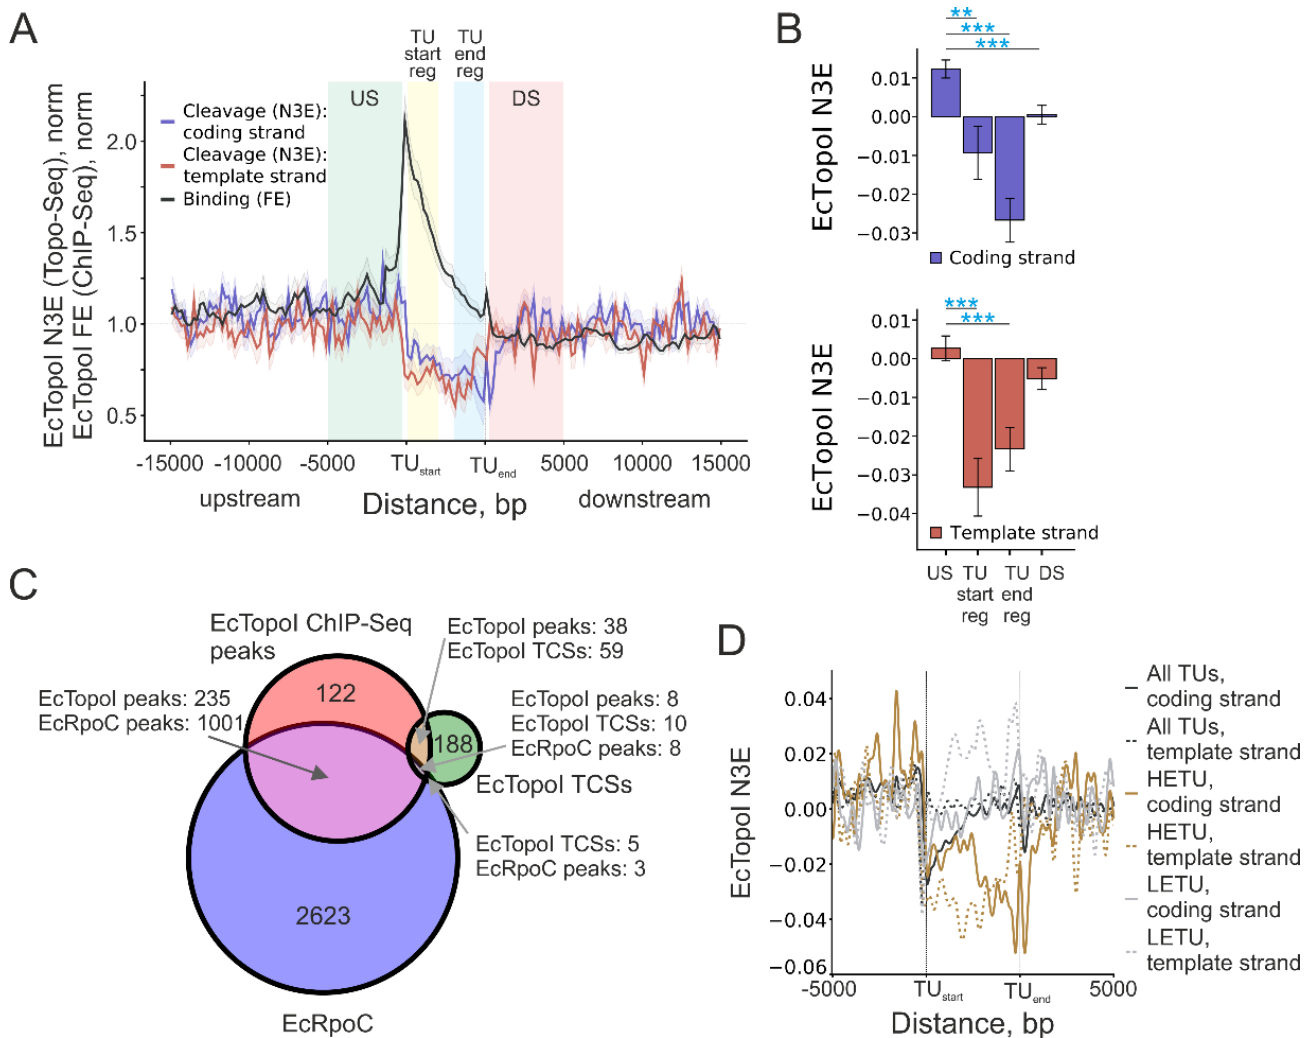 A
TU
start
reg
TU
end
reg
US
DS
Cleavage (N3E):
coding strand
Cleavage (N3E):
template strand
Binding (FE)
EcTopoI N3E (Topo-Seq), norm
EcTopoI FE (ChIP-Seq), norm
2.0
1.5
1.0
0.5
-15000 -10000 -5000 TUstart TUend 5000 10000 15000
upstream Distance, bp downstream
B
**
***
***
EcTopoI N3E
0.01
0.00
−0.01
−0.02
−0.03
Coding strand
***
***
EcTopoI N3E
0.01
0.00
−0.01
−0.02
−0.03
−0.04
Template strand
US
TU
start
reg
TU
end
reg
DS
C
EcTopoI ChIP-Seq
peaks
EcTopoI peaks: 38
EcTopoI TCSs: 59
EcTopoI peaks: 235
EcRpoC peaks: 1001
122
EcTopoI peaks: 8
EcTopoI TCSs: 10
EcRpoC peaks: 8
188
EcTopoI TCSs
EcTopoI TCSs: 5
EcRpoC peaks: 3
2623
EcRpoC
D
EcTopoI N3E
0.04
0.02
0.00
−0.02
−0.04
−0.06
-5000 TUstart TUend 5000
Distance, bp
All TUs,
coding strand
All TUs,
template strand
HETU,
coding strand
HETU,
template strand
LETU,
coding strand
LETU,
template strand